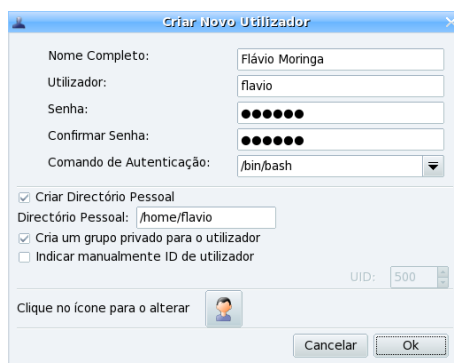 Criar Novo Utilizador
Nome Completo: Flávio Moringa
Utilizador: flavio
Senha: ●●●●●●
Confirmar Senha: ●●●●●●
Comando de Autenticação: /bin/bash
Criar Directório Pessoal
Directório Pessoal: /home/flavio
Cria um grupo privado para o utilizador
Indicar manualmente ID de utilizador
UID: 500
Clique no ícone para o alterar
Cancelar Ok